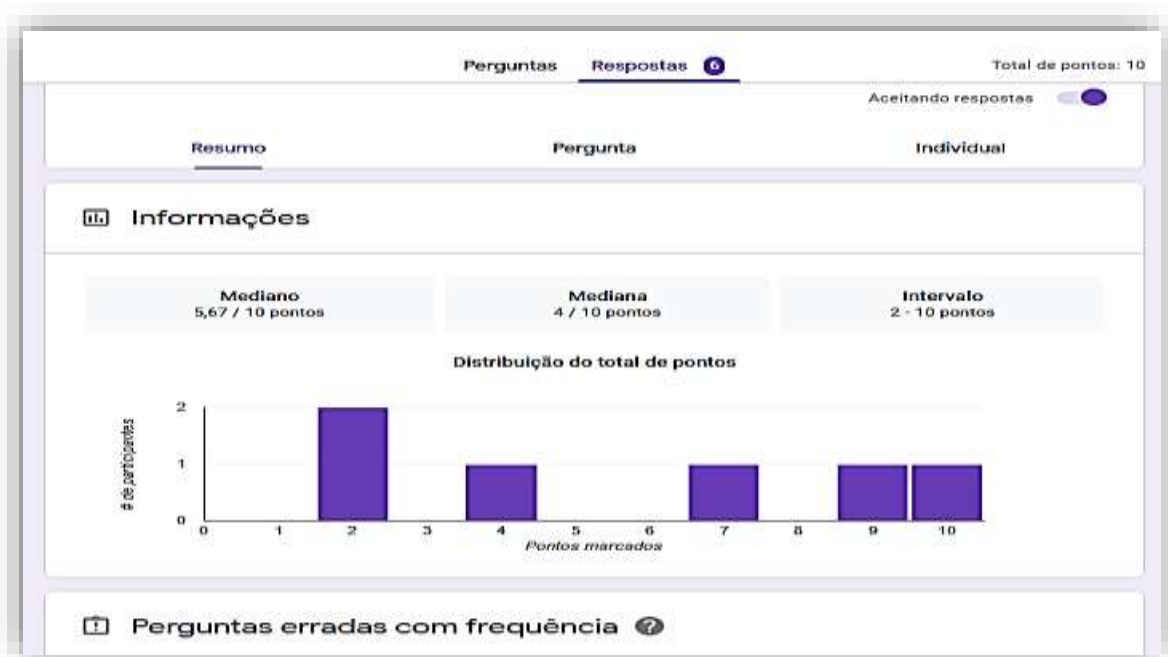 Perguntas Respostas 6 Total de pontos: 10
Aceitando respostas
Resumo Pergunta Individual
Informações
Mediano Mediana Intervalo
5,67 / 10 pontos 4 / 10 pontos 2 - 10 pontos
Distribuição do total de pontos
# de participantes
2
1
0
0 1 2 3 4 5 6 7 8 9 10
Pontos marcados
Perguntas erradas com frequência ?